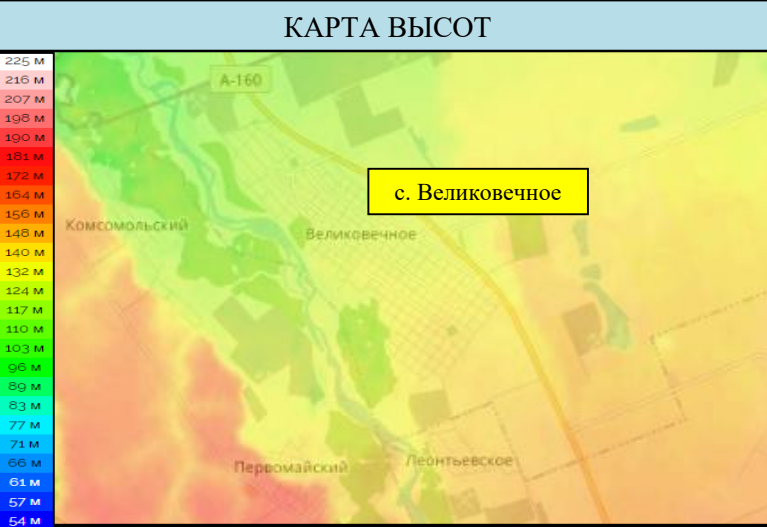 КАРТА ВЫСОТ
225 м
216 м
207 м
198 м
190 м
181 м
172 м
164 м
156 м
148 м
140 м
132 м
124 м
117 м
110 м
103 м
96 м
89 м
83 м
77 м
71 м
66 м
61 м
57 м
54 м
А-160
с. Великовечное
Комсомольский
Великовечное
Первомайский
Леонтьевское